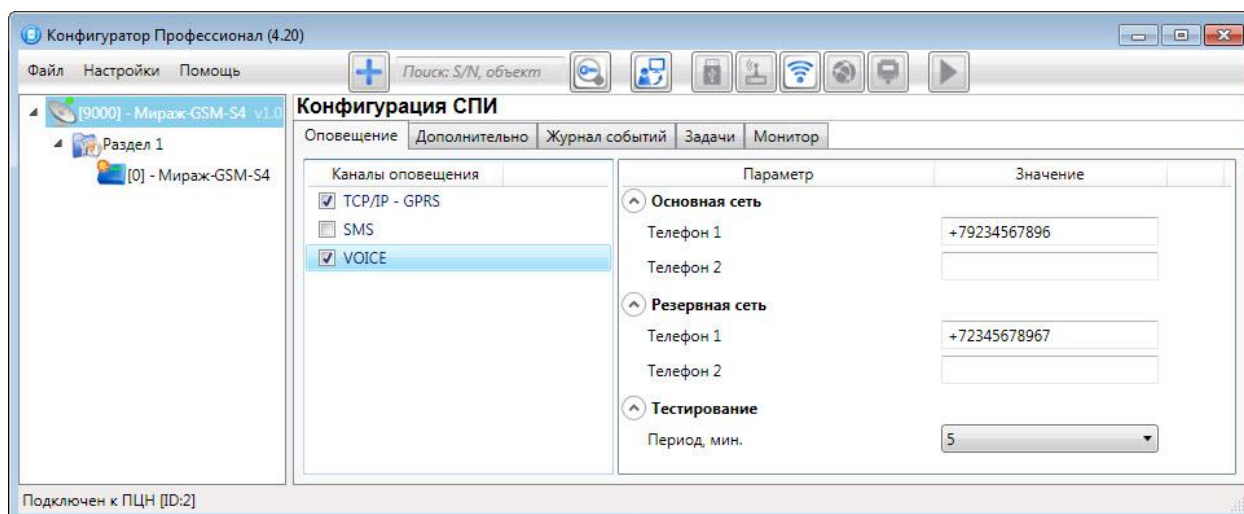 Конфигуратор Профессионал (4.20)
Файл Настройки Помощь Поиск: S/N, объект
[9000] - Мираж-GSM-S4 v1.0
Раздел 1
[0] - Мираж-GSM-S4
Конфигурация СПИ
Оповещение Дополнительно Журнал событий Задачи Монитор
Каналы оповещения
TCP/IP - GPRS
SMS
VOICE
Параметр Значение
Основная сеть
Телефон 1 +79234567896
Телефон 2
Резервная сеть
Телефон 1 +72345678967
Телефон 2
Тестирование
Период, мин. 5
Подключен к ПЦН [ID:2]